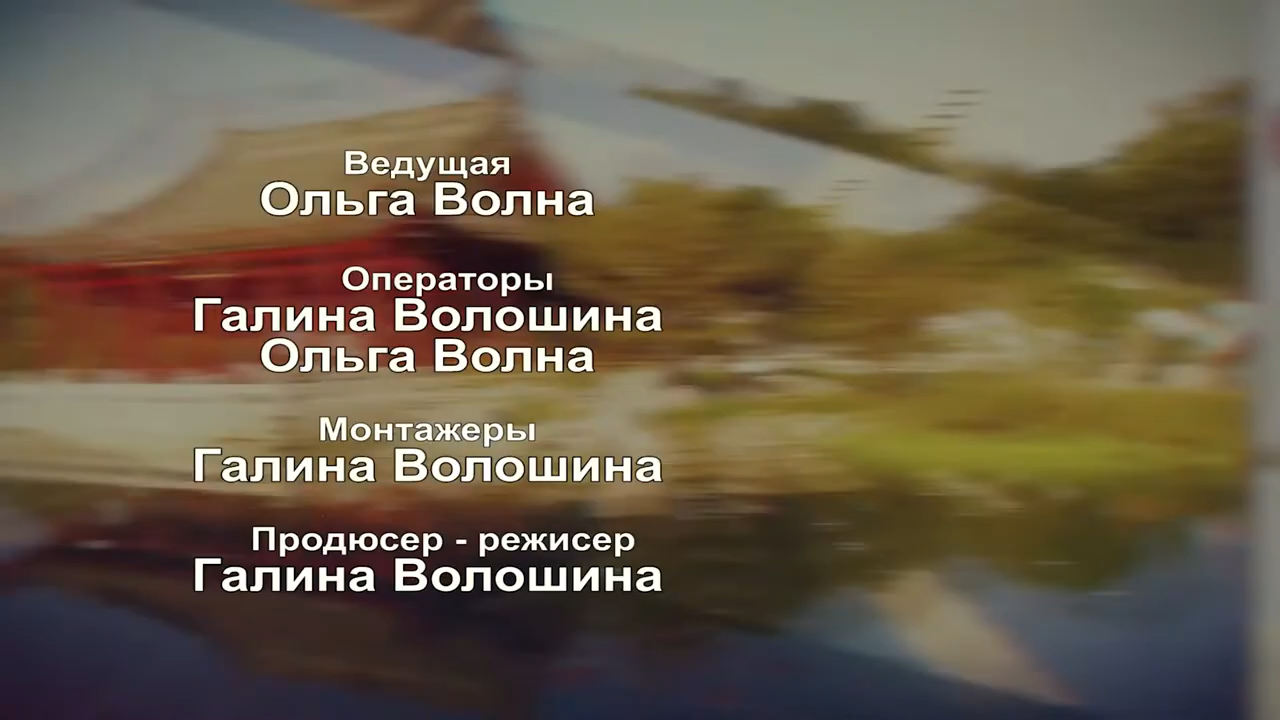 Ведущая
Ольга Волна
Операторы
Галина Волошина
Ольга Волна
Монтажеры
Галина Волошина
Продюсер - режисер
Галина Волошина